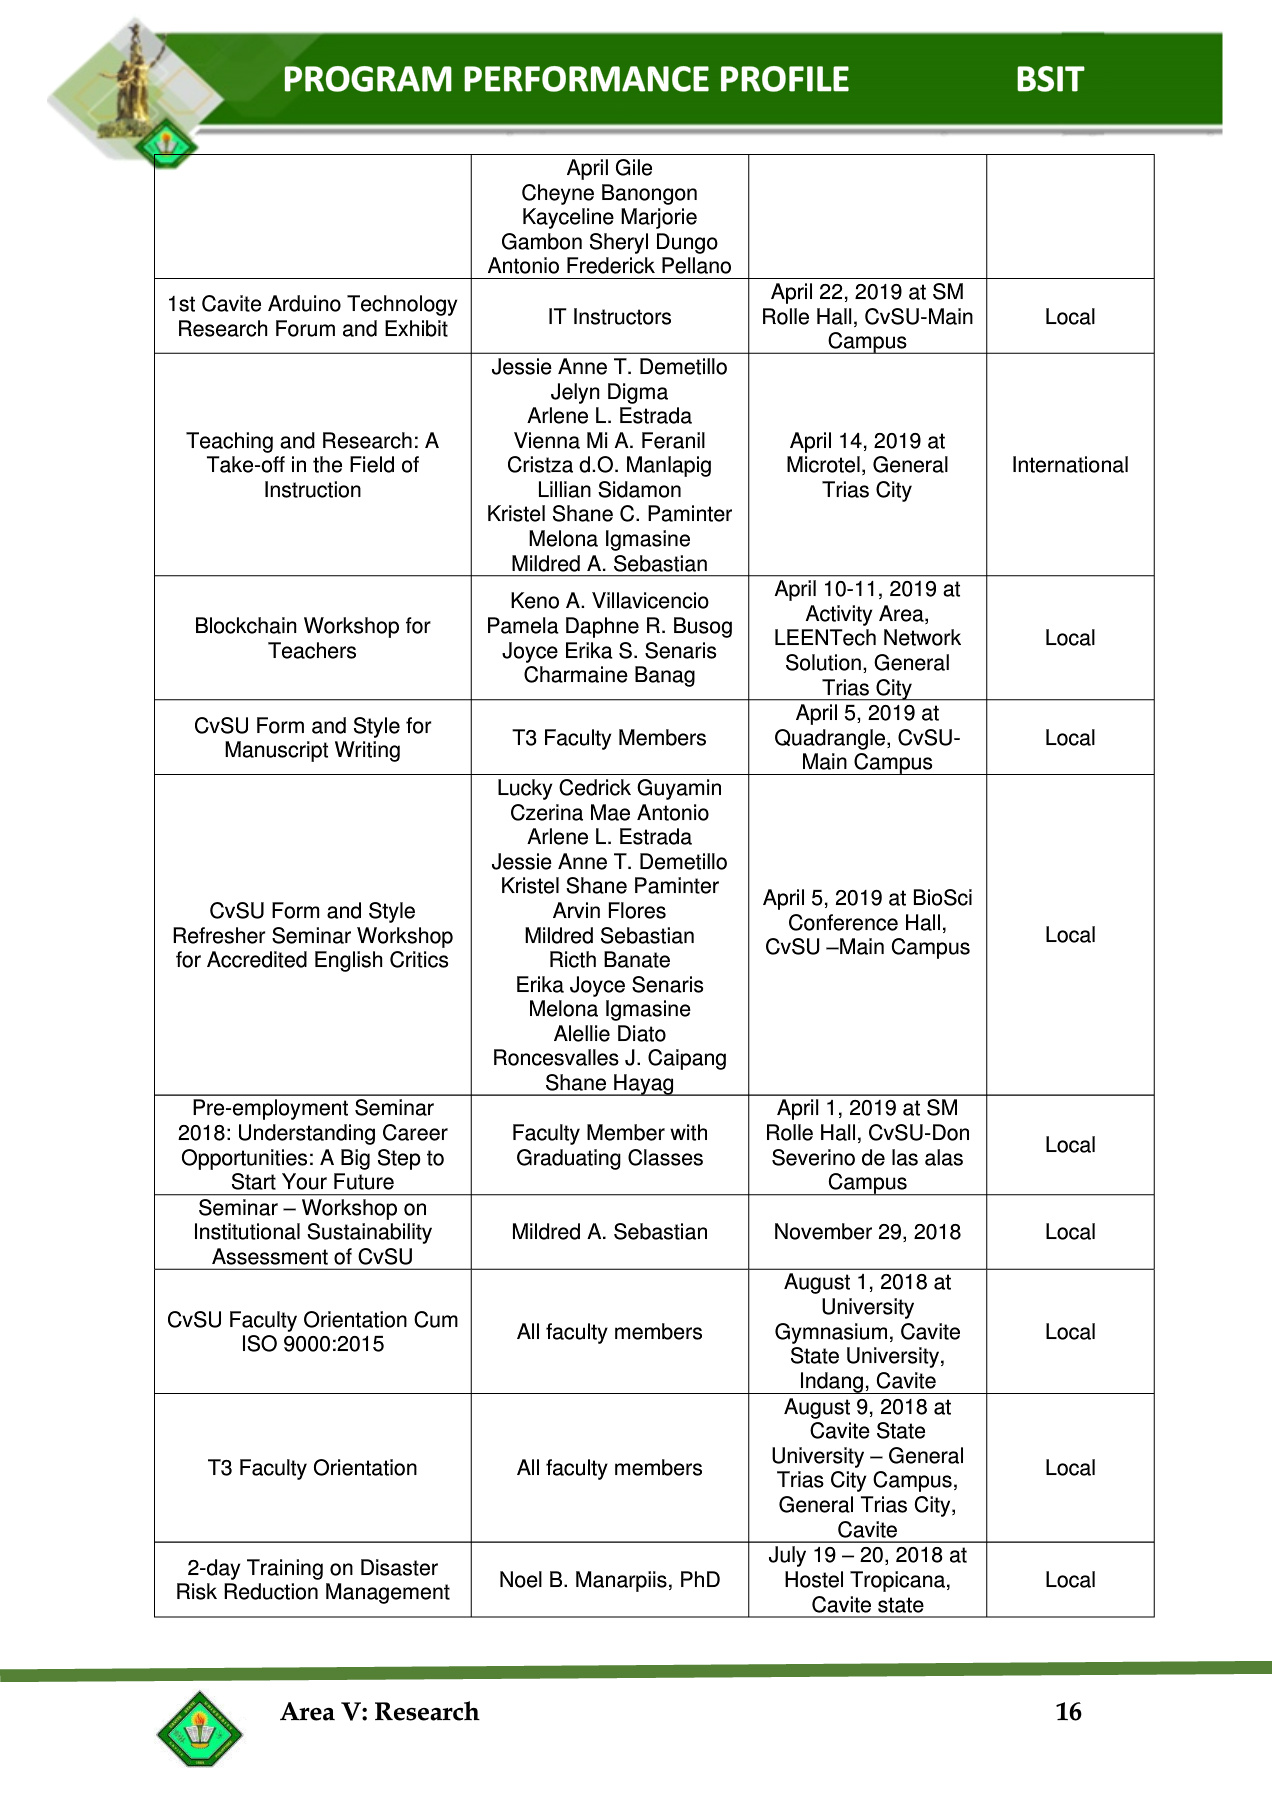 PROGRAM PERFORMANCE PROFILE BSIT
April Gile
Cheyne Banongon
Kayceline Marjorie
Gambon Sheryl Dungo
Antonio Frederick Pellano
1st Cavite Arduino Technology
Research Forum and Exhibit
IT Instructors
April 22, 2019 at SM
Rolle Hall, CvSU-Main
Campus
Local
Teaching and Research: A
Take-off in the Field of
Instruction
Jessie Anne T. Demetillo
Jelyn Digma
Arlene L. Estrada
Vienna Mi A. Feranil
Cristza d.O. Manlapig
Lillian Sidamon
Kristel Shane C. Paminter
Melona Igmasine
Mildred A. Sebastian
April 14, 2019 at
Microtel, General
Trias City
International
Blockchain Workshop for
Teachers
Keno A. Villavicencio
Pamela Daphne R. Busog
Joyce Erika S. Senaris
Charmaine Banag
April 10-11, 2019 at
Activity Area,
LEENTech Network
Solution, General
Trias City
Local
CvSU Form and Style for
Manuscript Writing
T3 Faculty Members
April 5, 2019 at
Quadrangle, CvSU-
Main Campus
Local
CvSU Form and Style
Refresher Seminar Workshop
for Accredited English Critics
Lucky Cedrick Guyamin
Czerina Mae Antonio
Arlene L. Estrada
Jessie Anne T. Demetillo
Kristel Shane Paminter
Arvin Flores
Mildred Sebastian
Ricth Banate
Erika Joyce Senaris
Melona Igmasine
Alellie Diato
Roncesvalles J. Caipang
Shane Hayag
April 5, 2019 at BioSci
Conference Hall,
CvSU –Main Campus
Local
Pre-employment Seminar
2018: Understanding Career
Opportunities: A Big Step to
Start Your Future
Faculty Member with
Graduating Classes
April 1, 2019 at SM
Rolle Hall, CvSU-Don
Severino de las alas
Campus
Local
Seminar – Workshop on
Institutional Sustainability
Assessment of CvSU
Mildred A. Sebastian
November 29, 2018
Local
CvSU Faculty Orientation Cum
ISO 9000:2015
All faculty members
August 1, 2018 at
University
Gymnasium, Cavite
State University,
Indang, Cavite
Local
T3 Faculty Orientation
All faculty members
August 9, 2018 at
Cavite State
University – General
Trias City Campus,
General Trias City,
Cavite
Local
2-day Training on Disaster
Risk Reduction Management
Noel B. Manarpiis, PhD
July 19 – 20, 2018 at
Hostel Tropicana,
Cavite state
Local
Area V: Research 16